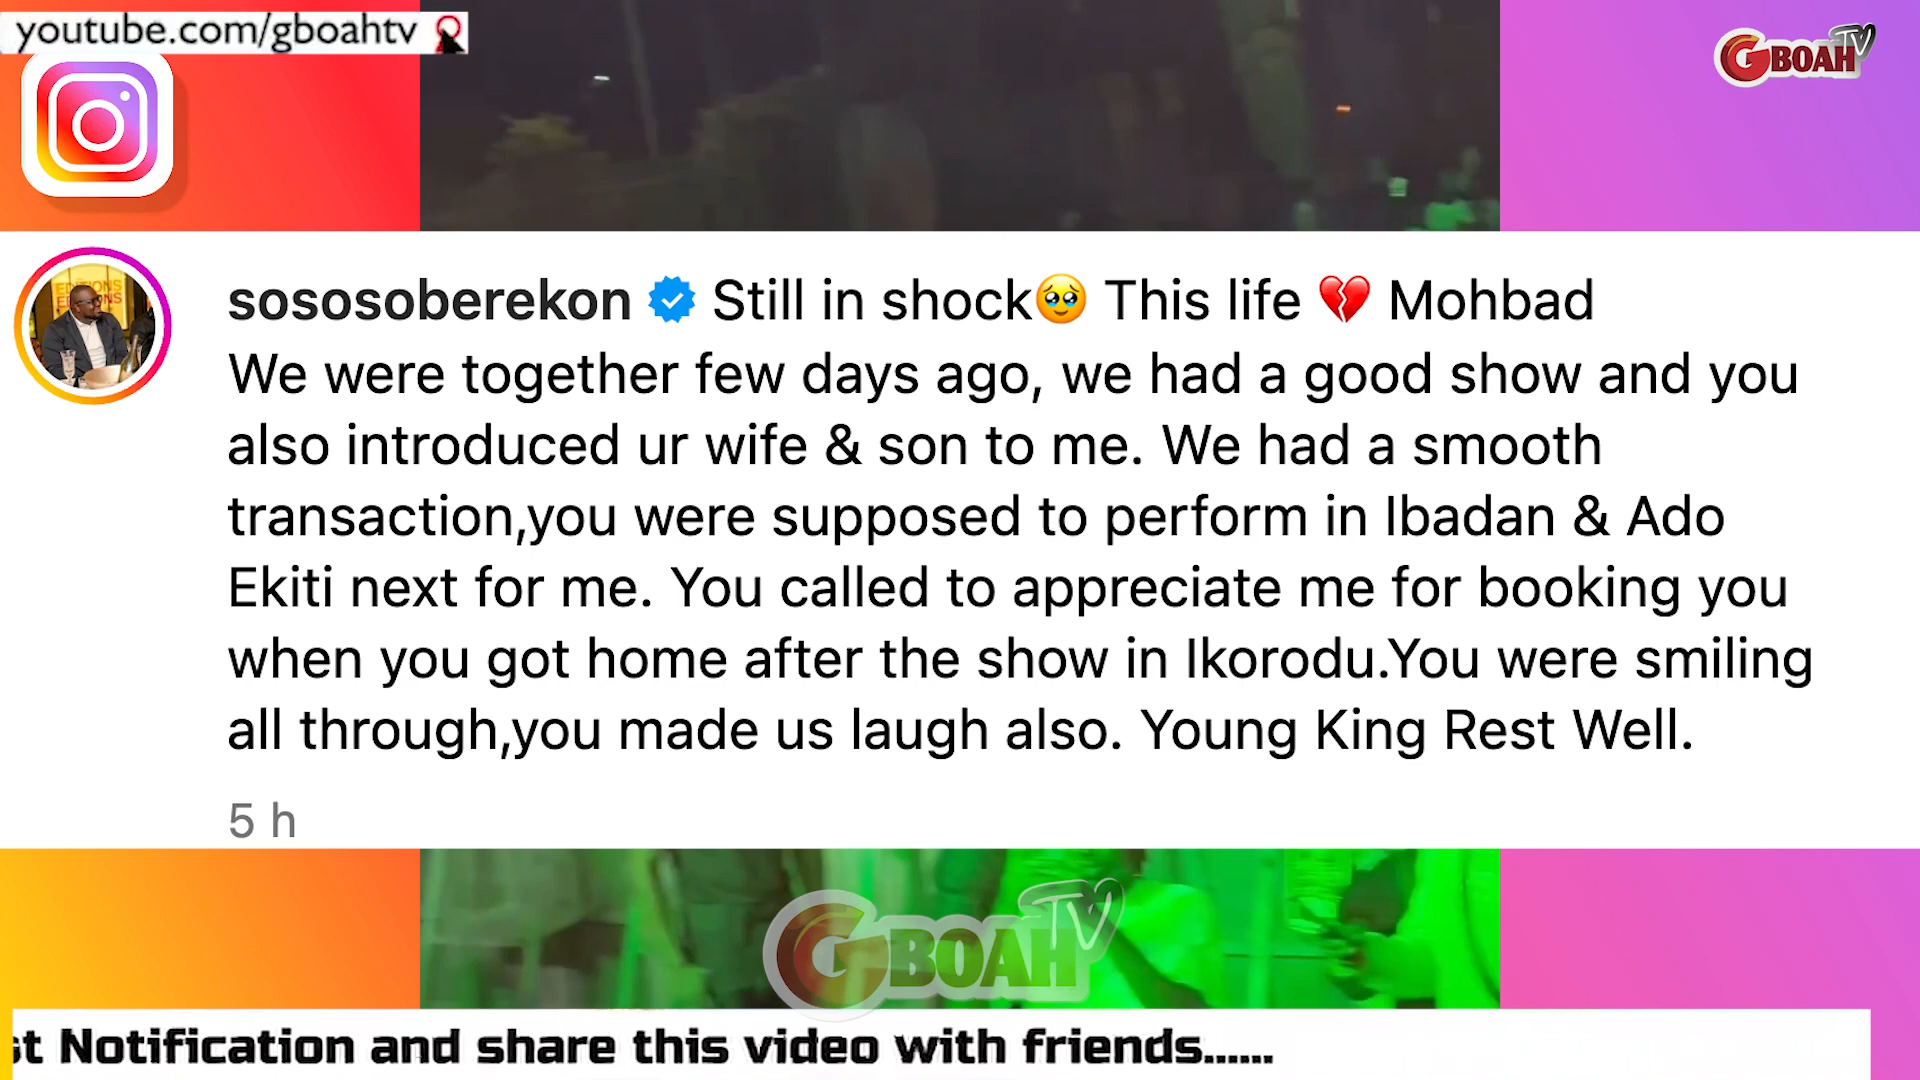 youtube.com/gboahtv
GBOAH TV
sososoberekon Still in shock🥹 This life 💔 Mohbad
We were together few days ago, we had a good show and you
also introduced ur wife & son to me. We had a smooth
transaction,you were supposed to perform in Ibadan & Ado
Ekiti next for me. You called to appreciate me for booking you
when you got home after the show in Ikorodu.You were smiling
all through,you made us laugh also. Young King Rest Well.
5 h
GBOAH TV
st Notification and share this video with friends......